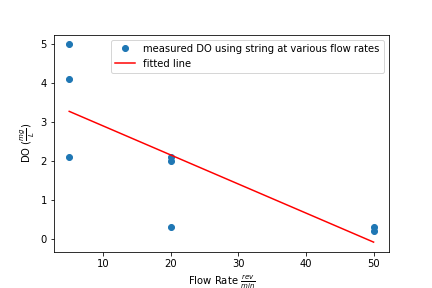 measured DO using string at various flow rates
fitted line
5
4
3
2
1
0
DO (mg/L)
10
20
30
40
50
Flow Rate rev/min